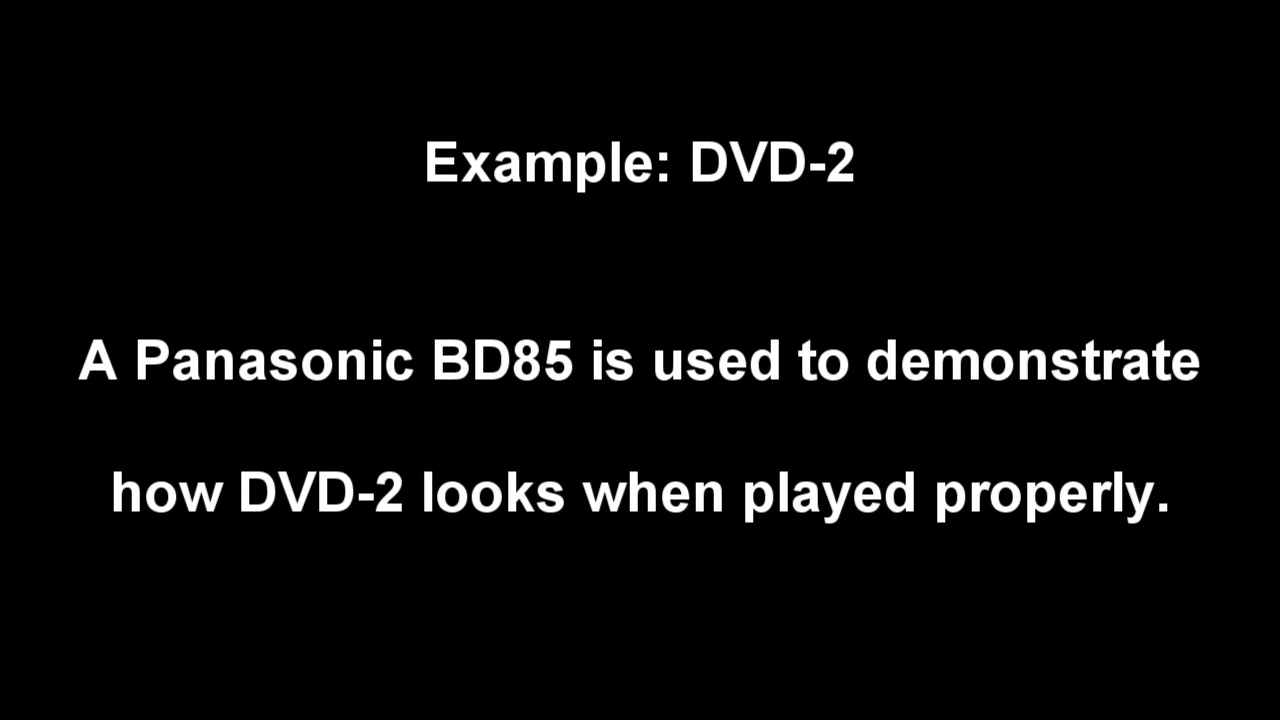 Example: DVD-2
A Panasonic BD85 is used to demonstrate
how DVD-2 looks when played properly.